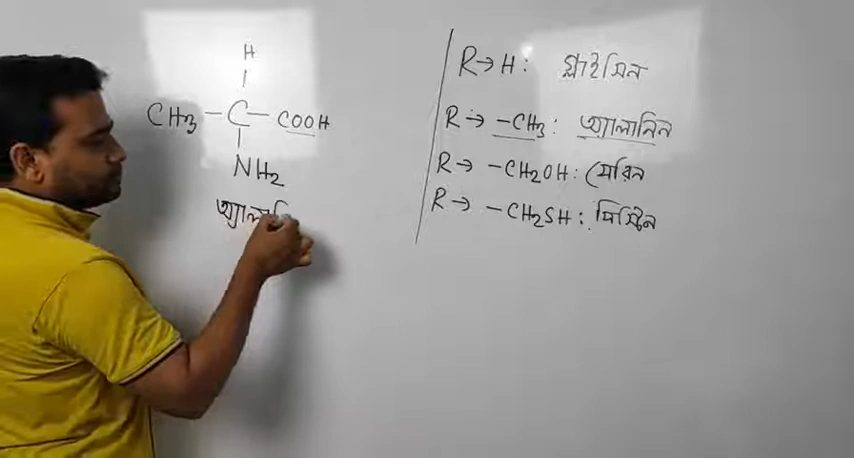 H
CH3 – C – COOH
NH2
অ্যালানি
R→ H : গ্লাইসিন
R→ –CH3 : অ্যালানিন
R→ –CH2OH : সেরিন
R→ –CH2SH : সিস্টিন